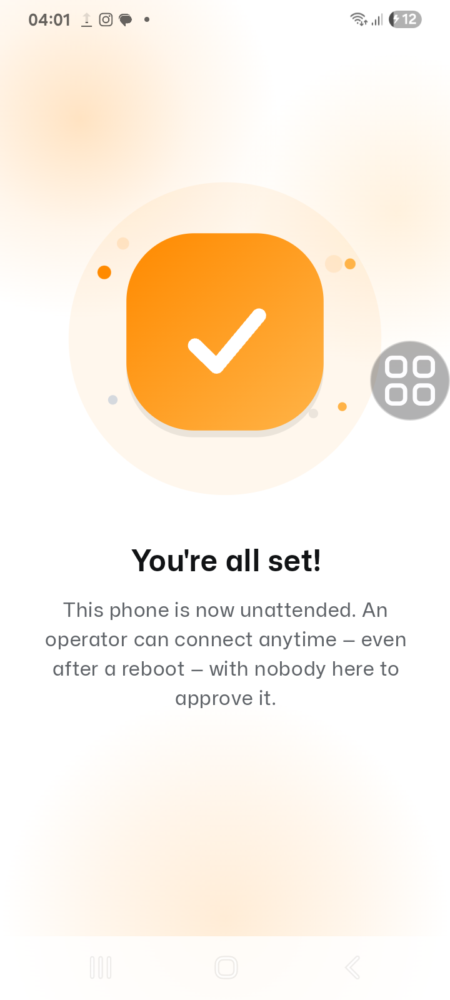 04:01
12
You're all set!
This phone is now unattended. An
operator can connect anytime — even
after a reboot — with nobody here to
approve it.